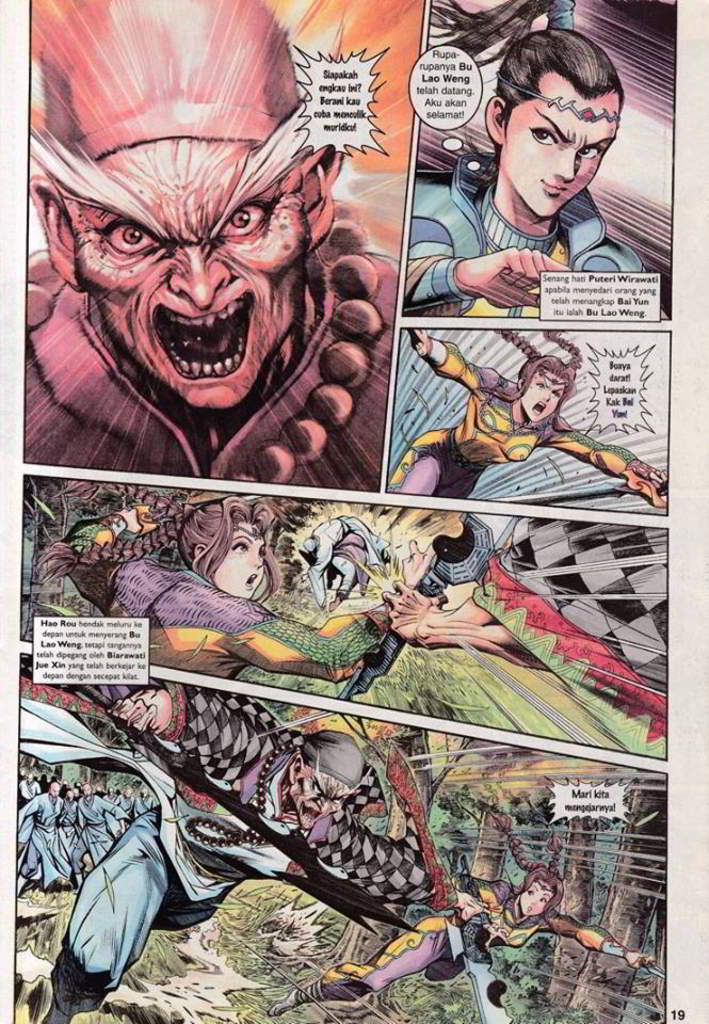 Siapakah
engkau ini?
Berani kau
cuba menculik
muridku!
Rupa-
rupanya Bu
Lao Weng
telah datang.
Aku akan
selamat!
Senang hati Puteri Wirawati
apabila menyedari orang yang
telah menangkap Bai Yun
itu ialah Bu Lao Weng.
Buaya
darat!
Lepaskan
Kak Bai
Yun!
Hao Rou hendak meluru ke
depan untuk menyerang Bu
Lao Weng, tetapi tangannya
telah dipegang oleh Biarawati
Jue Xin yang telah berkejar ke
depan dengan secepat kilat.
Mari kita
mengejarnya!
19